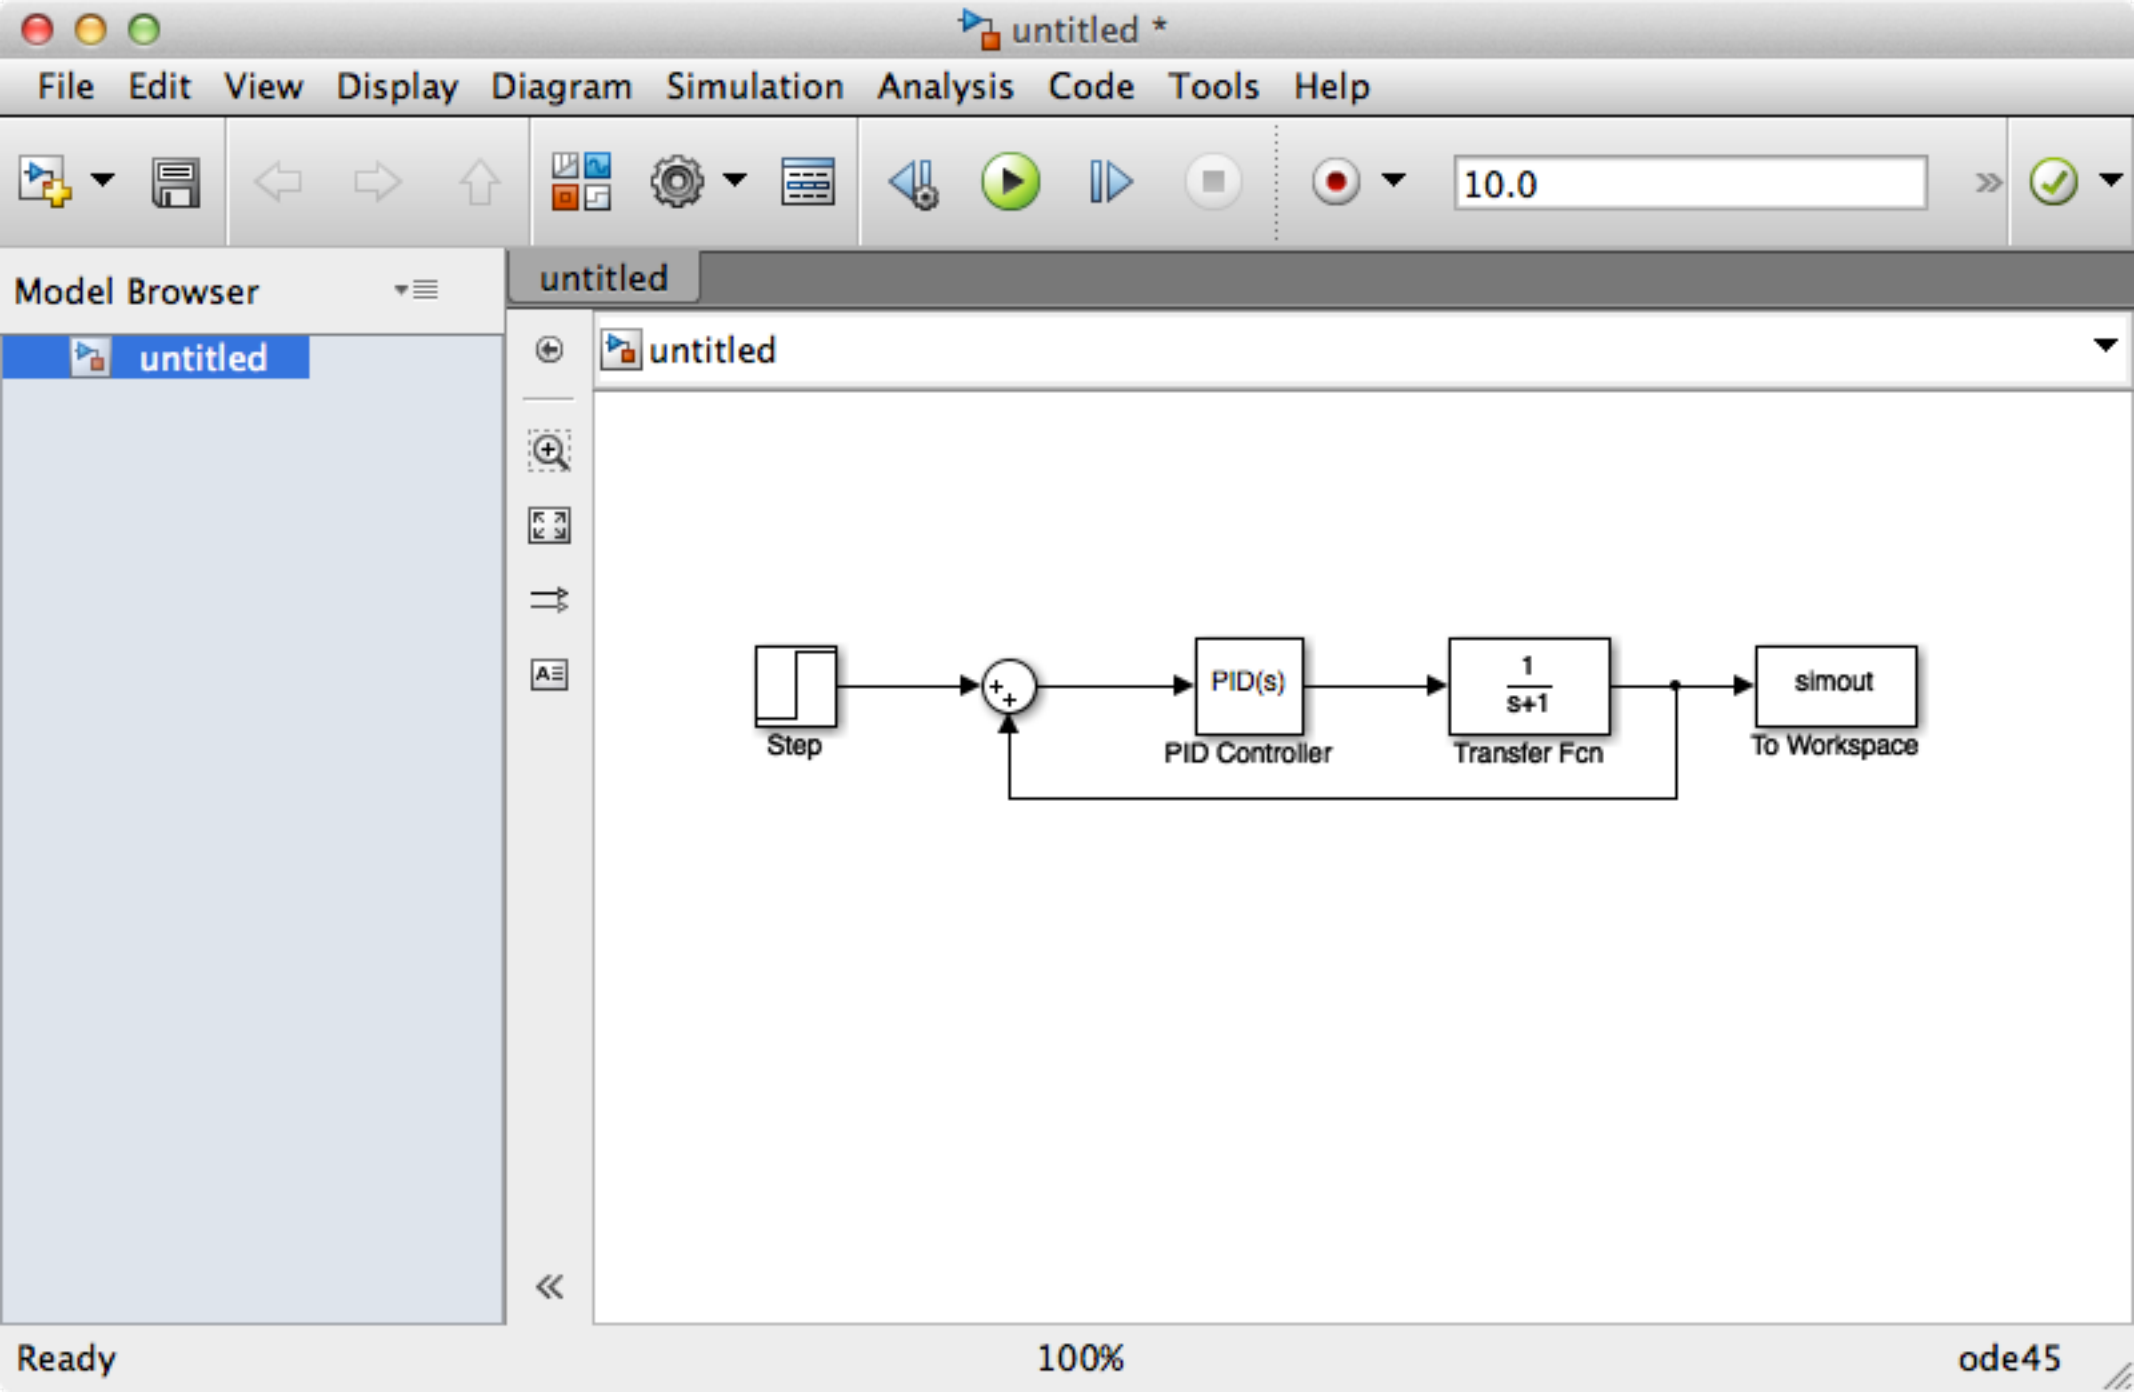 untitled *
File Edit View Display Diagram Simulation Analysis Code Tools Help
10.0
Model Browser
untitled
untitled
untitled
PID(s)
1
s+1
simout
Step
PID Controller
Transfer Fcn
To Workspace
Ready
100%
ode45